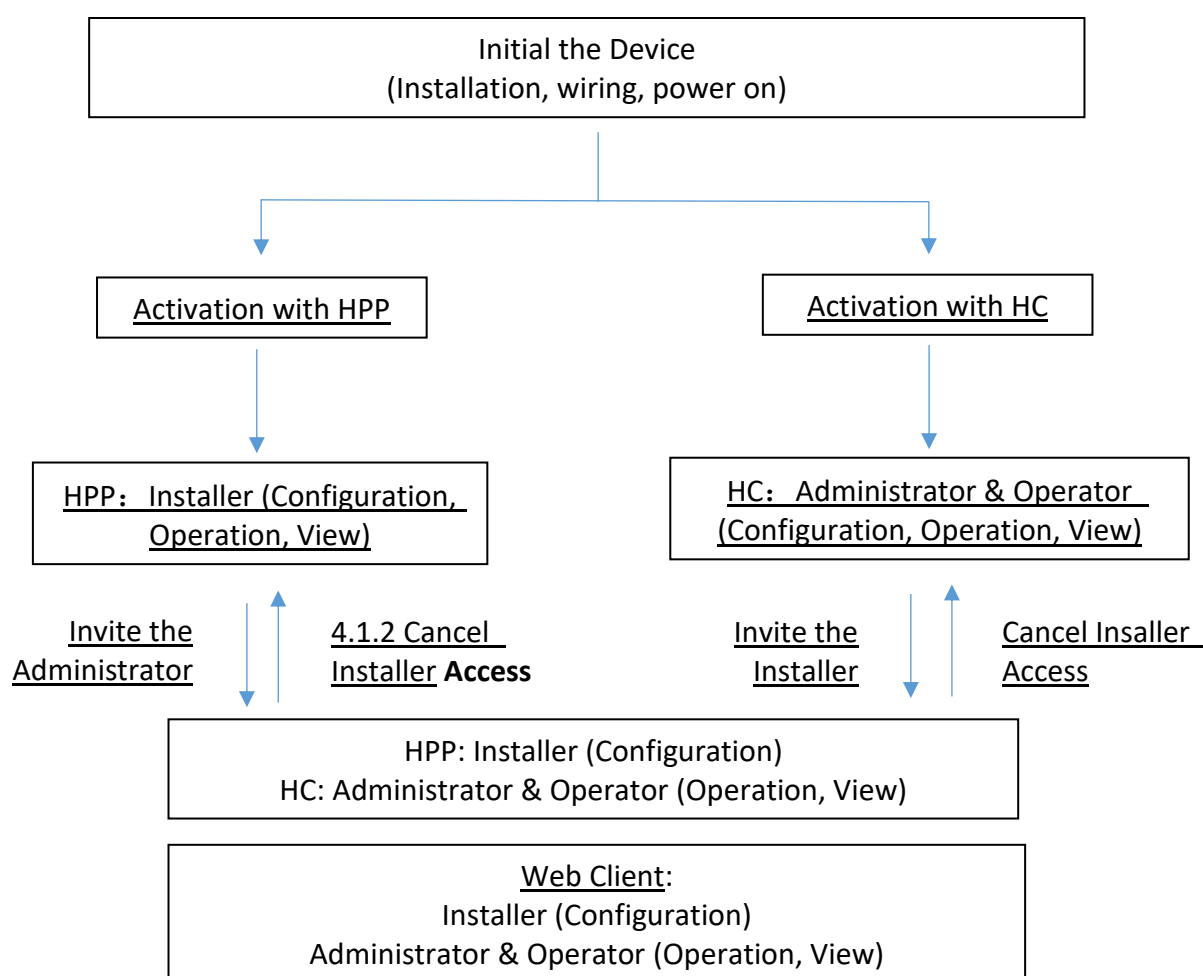 Initial the Device
(Installation, wiring, power on)
Activation with HPP
Activation with HC
HPP： Installer (Configuration,
Operation, View)
HC： Administrator & Operator
(Configuration, Operation, View)
Invite the
Administrator
4.1.2 Cancel
Installer Access
Invite the
Installer
Cancel Insaller
Access
HPP: Installer (Configuration)
HC: Administrator & Operator (Operation, View)
Web Client:
Installer (Configuration)
Administrator & Operator (Operation, View)